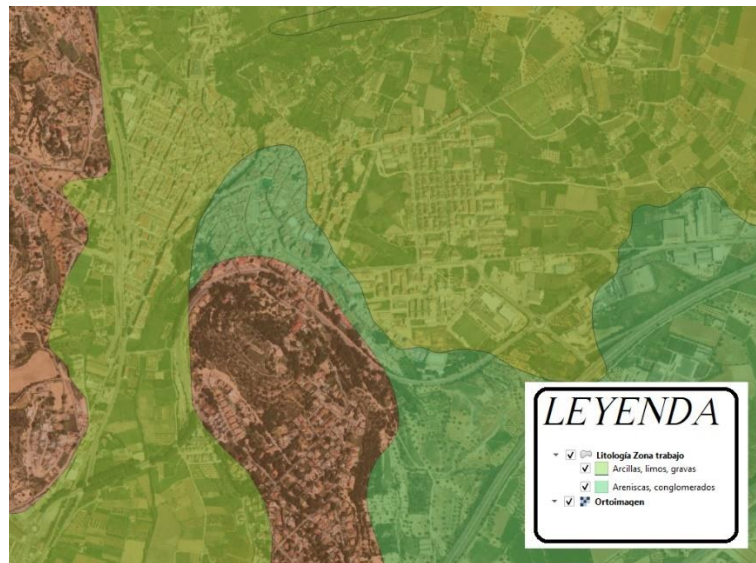 LEYENDA
Litología Zona trabajo
Arcillas, limos, gravas
Areniscas, conglomerados
Ortoimagen